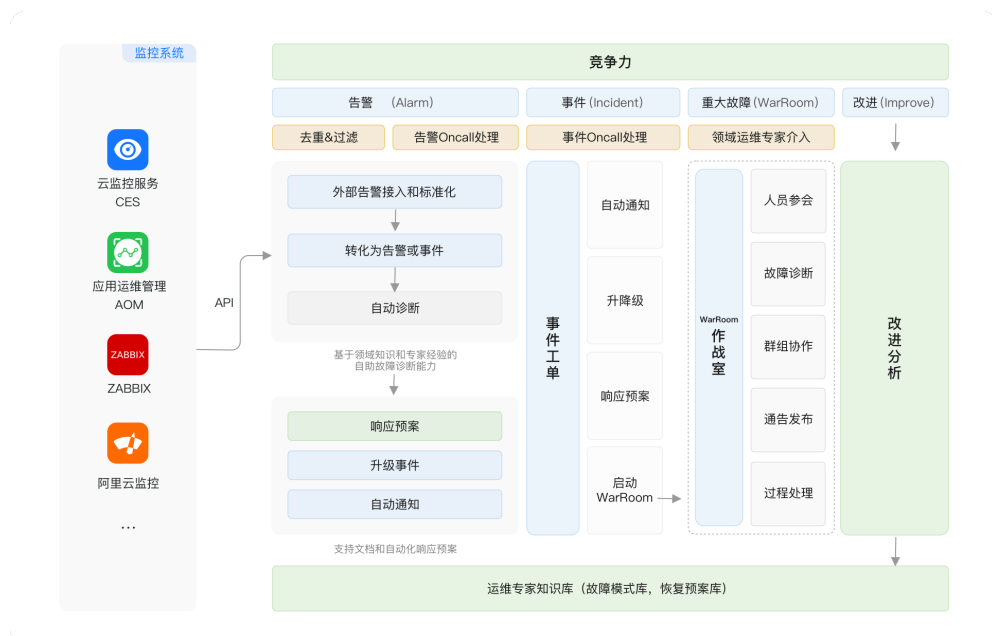 监控系统
云监控服务
CES
应用运维管理
AOM
ZABBIX
ZABBIX
阿里云监控
...
API
竞争力
告警 (Alarm)
事件 (Incident)
重大故障 (WarRoom)
改进 (Improve)
去重&过滤
告警Oncall处理
事件Oncall处理
领域运维专家介入
外部告警接入和标准化
转化为告警或事件
自动诊断
基于领域知识和专家经验的
自助故障诊断能力
响应预案
升级事件
自动通知
支持文档和自动化响应预案
事件工单
自动通知
升降级
响应预案
启动
WarRoom
WarRoom
作战室
人员参会
故障诊断
群组协作
通告发布
过程处理
改进分析
运维专家知识库（故障模式库，恢复预案库）